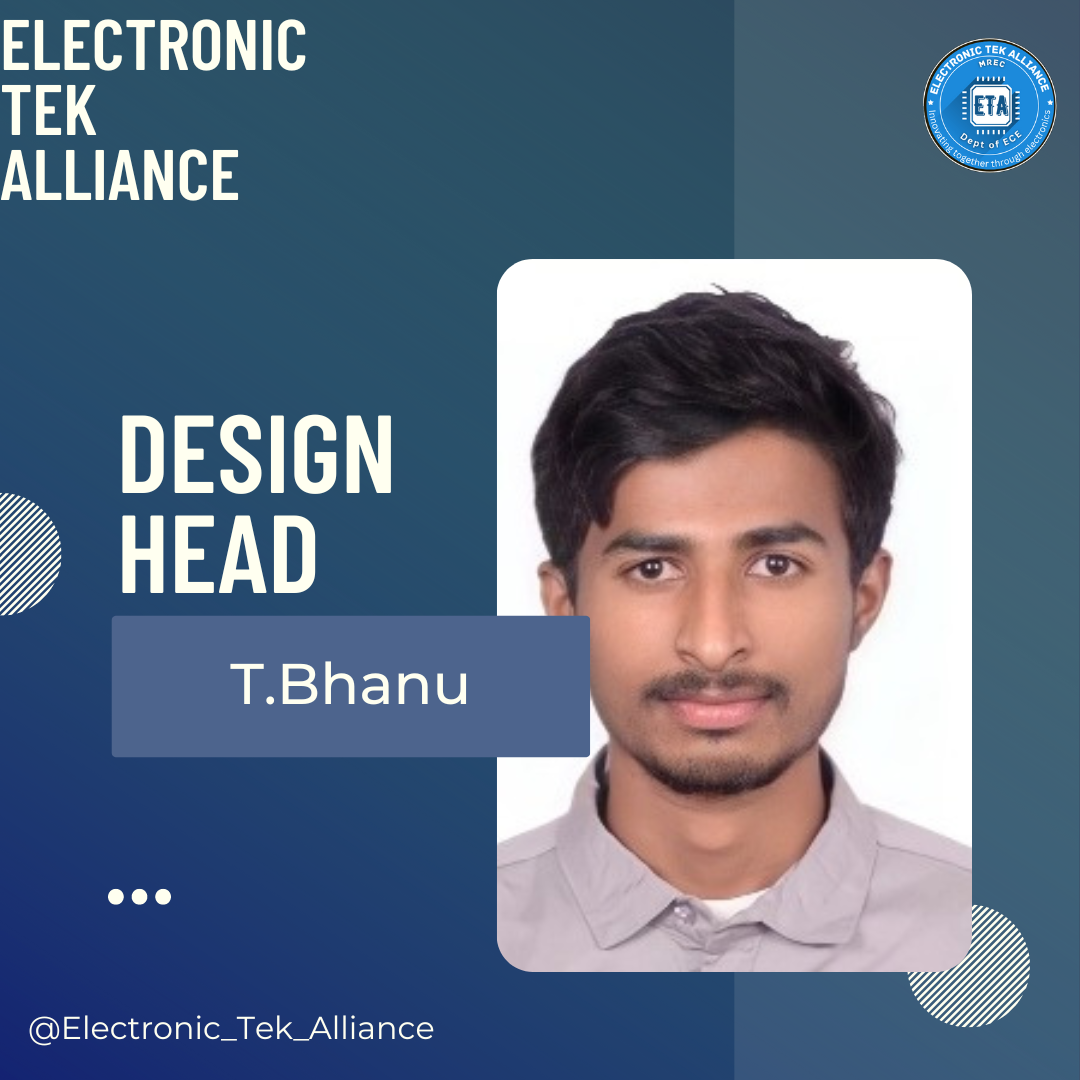 ELECTRONIC
TEK
ALLIANCE
ELECTRONIC TEK ALLIANCE
MREC
ETA
Dept of ECE
Innovating together through electronics
DESIGN
HEAD
T.Bhanu
@Electronic_Tek_Alliance